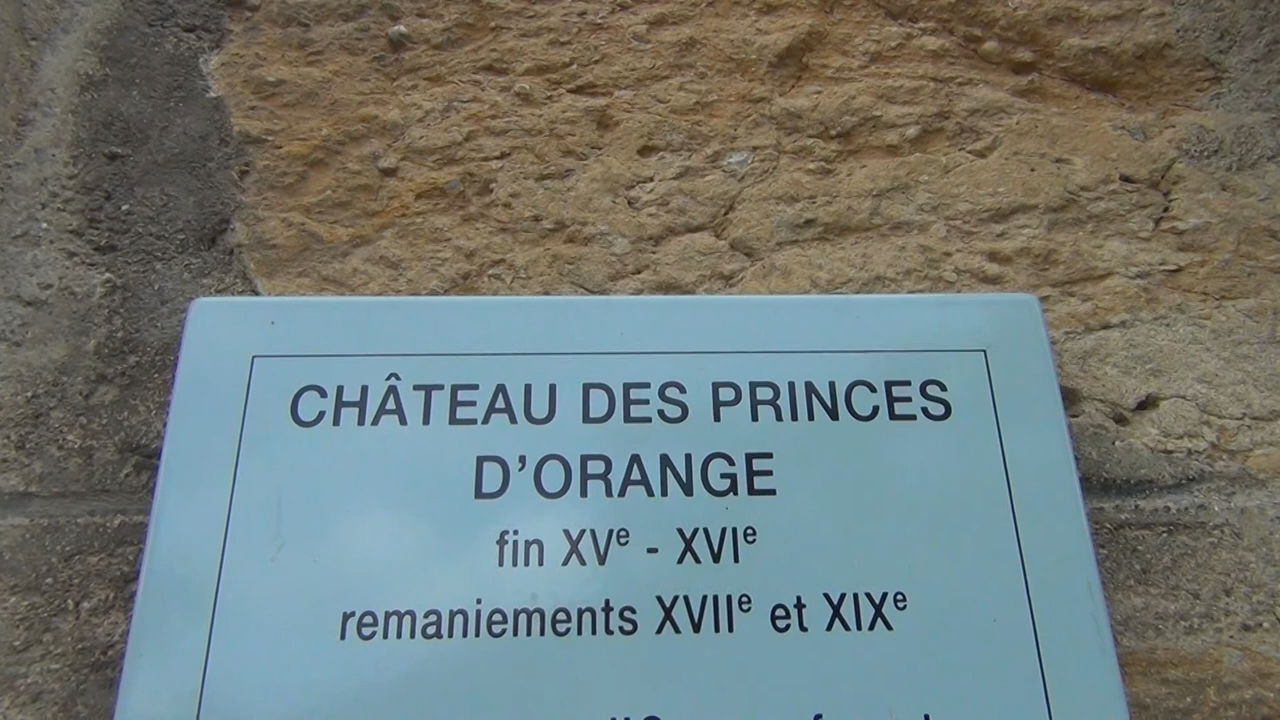 CHÂTEAU DES PRINCES
D'ORANGE
fin XVe - XVIe
remaniements XVIIe et XIXe